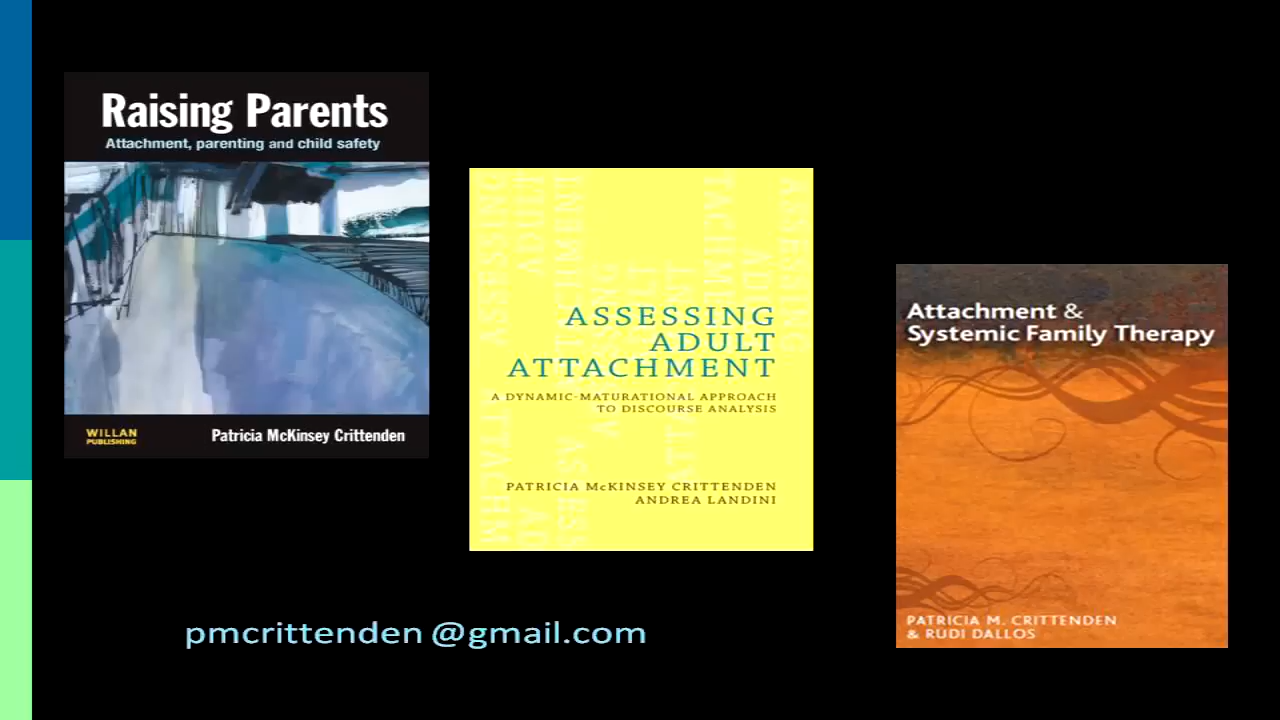 Raising Parents
Attachment, parenting and child safety
WILLAN
PUBLISHING
Patricia McKinsey Crittenden
ASSESSING
ADULT
ATTACHMENT
A DYNAMIC-MATURATIONAL APPROACH
TO DISCOURSE ANALYSIS
PATRICIA McKINSEY CRITTENDEN
ANDREA LANDINI
Attachment &
Systemic Family Therapy
PATRICIA M. CRITTENDEN
& RUDI DALLOS
pmcrittenden @gmail.com